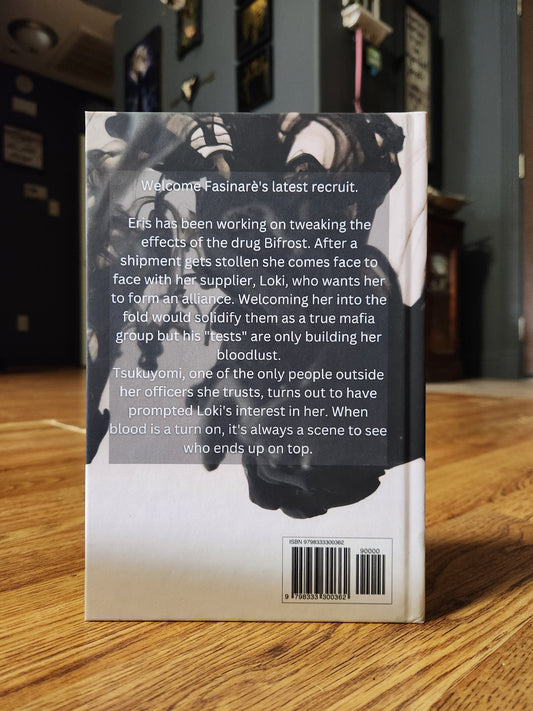 Welcome Fasinarè's latest recruit.
Eris has been working on tweaking the
effects of the drug Bifrost. After a
shipment gets stollen she comes face to
face with her supplier, Loki, who wants her
to form an alliance. Welcoming her into the
fold would solidify them as a true mafia
group but his "tests" are only building her
bloodlust.
Tsukuyomi, one of the only people outside
her officers she trusts, turns out to have
prompted Loki's interest in her. When
blood is a turn on, it's always a scene to see
who ends up on top.
ISBN 9798333300362
90000
9 798333 300362